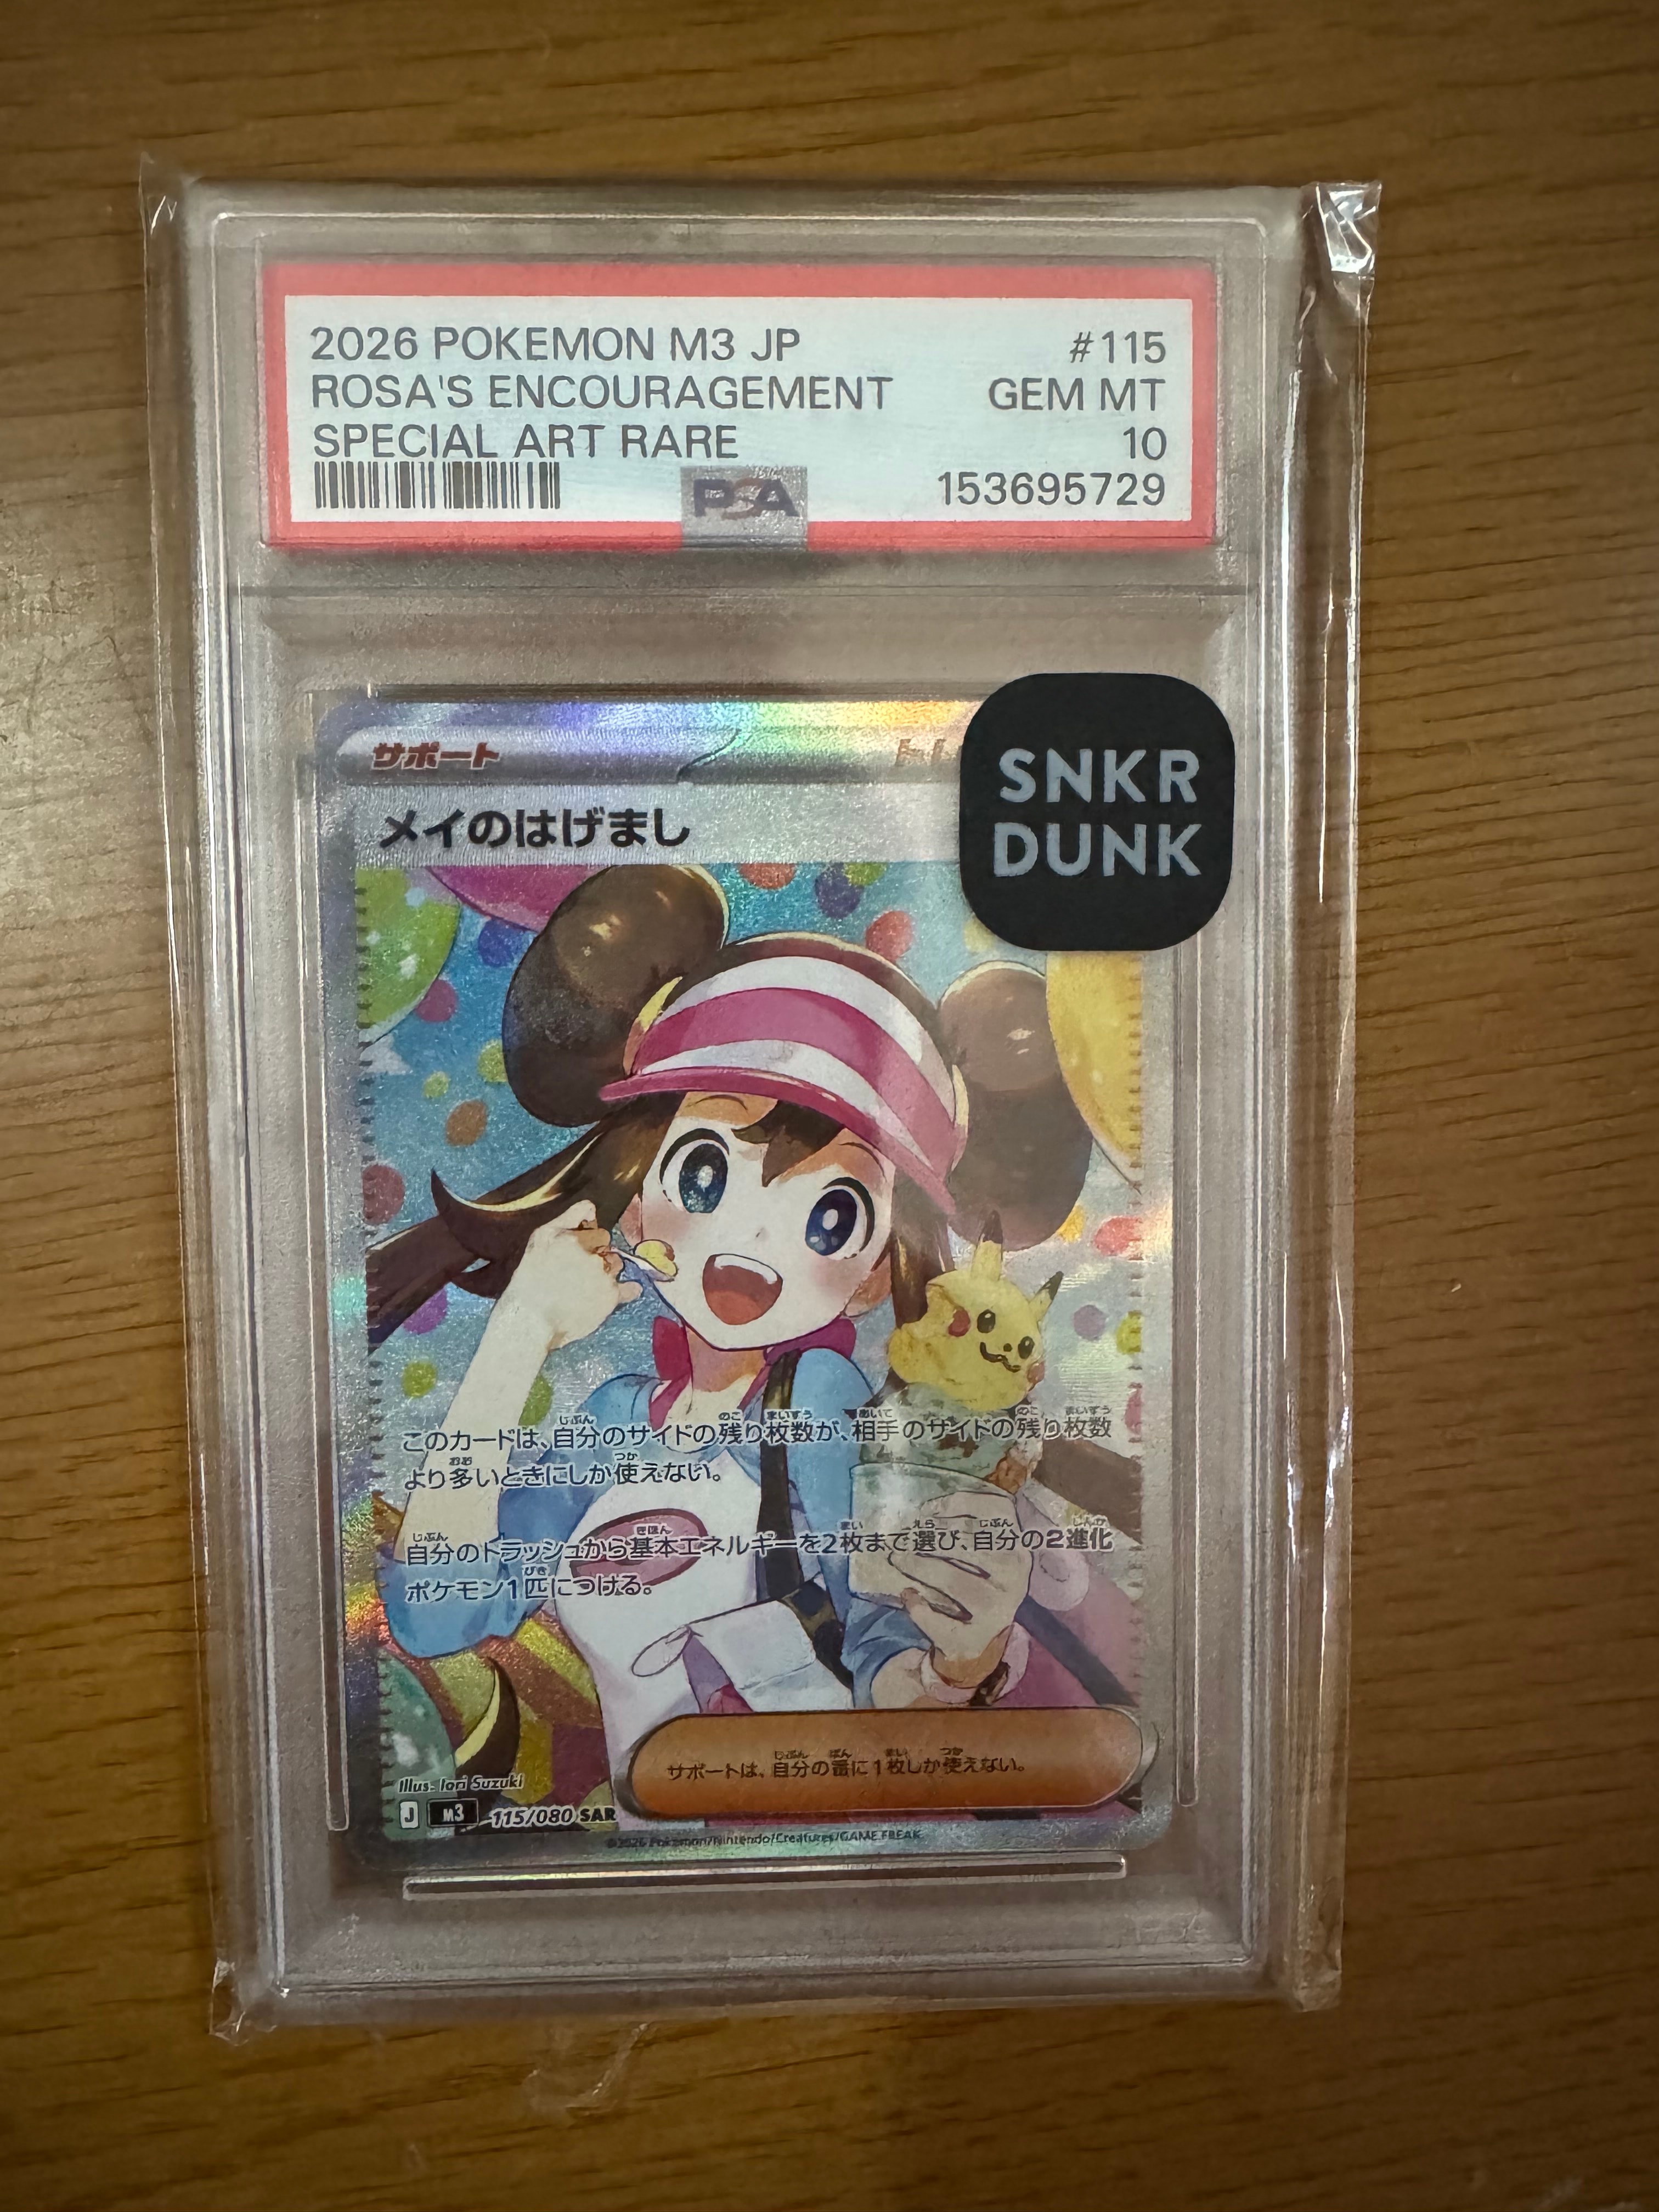 2026 POKEMON M3 JP #115
ROSA'S ENCOURAGEMENT GEM MT
SPECIAL ART RARE 10
PSA 153695729
サポート
SNKR
DUNK
メイのはげまし
このカードは、自分のサイドの残り枚数が、相手のサイドの残り枚数
より多いときにしか使えない。
自分のトラッシュから基本エネルギーを2枚まで選び、自分の2進化
ポケモン1匹につける。
サポートは、自分の番に1枚しか使えない。
Illus. Iori Suzuki
J M3 115/080 SAR
©2026 Pokémon/Nintendo/Creatures/GAME FREAK.